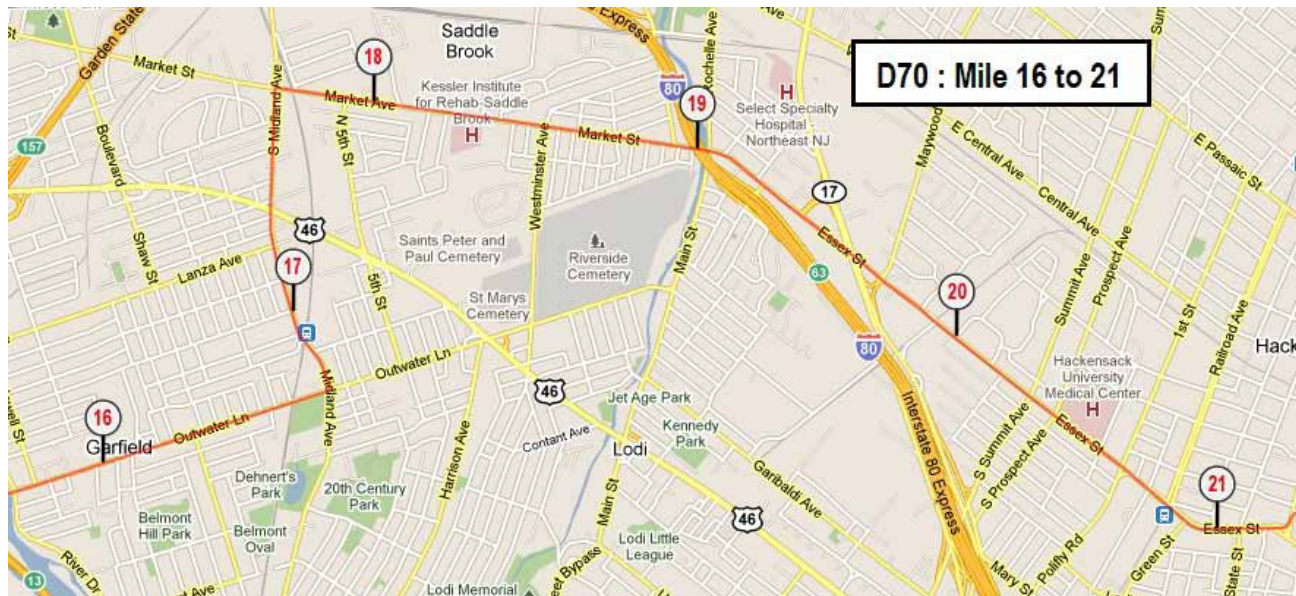 D70 : Mile 16 to 21
Garden State
Market St
157
Boulevard
Shaw St
S Midland Ave
N 5th St
18
Market Ave
Saddle
Brook
Kessler Institute
for Rehab-Saddle
Brook
H
Westminster Ave
80 Express
80
Market St
19
Rochelle Ave
H
Select Specialty
Hospital -
Northeast NJ
17
Maywood
E Central Ave
Central Ave
E Passaic St
Summit Ave
Prospect Ave
1st St
Railroad Ave
Hack
46
17
Lanza Ave
5th St
Saints Peter and
Paul Cemetery
Riverside
Cemetery
St Marys
Cemetery
Main St
Essex St
63
20
80
Hackensack
University
Medical Center
H
Outwater Ln
Midland Ave
16
Garfield
Outwater Ln
46
Jet Age Park
Contant Ave
Lodi
Kennedy
Park
Interstate 80 Express
S Summit Ave
S Prospect Ave
Essex St
21
Essex St
Dehnert's
Park
20th Century
Park
Harrison Ave
Belmont
Hill Park
Belmont
Oval
Main St
Garibaldi Ave
46
Lodi Little
League
Lodi Memorial
River Dr
13
Mary St
Polifly Rd
Green St
State St